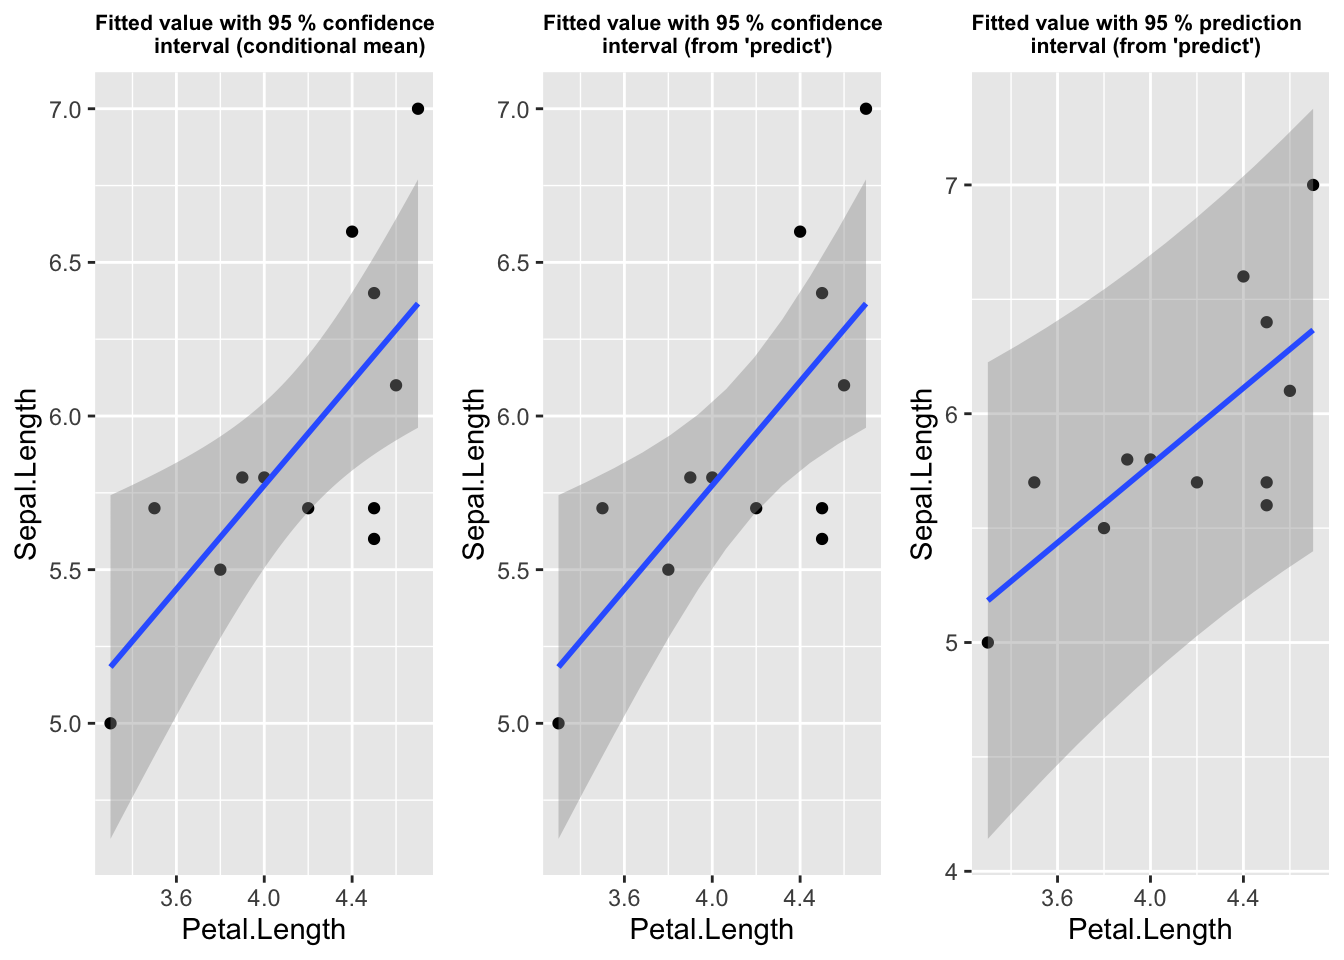 Fitted value with 95 % confidence
interval (conditional mean)
7.0
6.5
6.0
5.5
5.0
Sepal.Length
3.6 4.0 4.4
Petal.Length
Fitted value with 95 % confidence
interval (from 'predict')
7.0
6.5
6.0
5.5
5.0
Sepal.Length
3.6 4.0 4.4
Petal.Length
Fitted value with 95 % prediction
interval (from 'predict')
7
6
5
4
Sepal.Length
3.6 4.0 4.4
Petal.Length